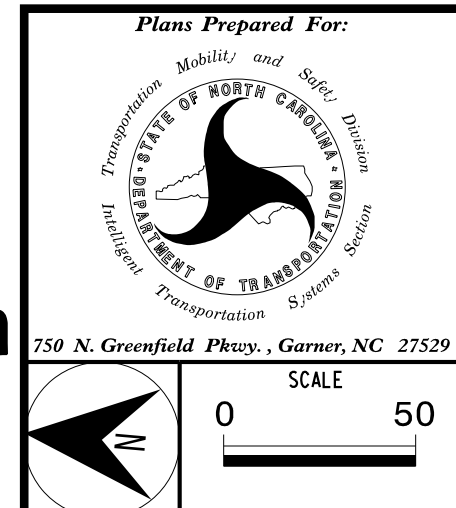 Plans Prepared For:
Transportation Mobility and Safety Division
STATE OF NORTH CAROLINA
DEPARTMENT OF TRANSPORTATION
Intelligent Transportation Systems Section
750 N. Greenfield Pkwy. , Garner, NC 27529
N
SCALE
0 50